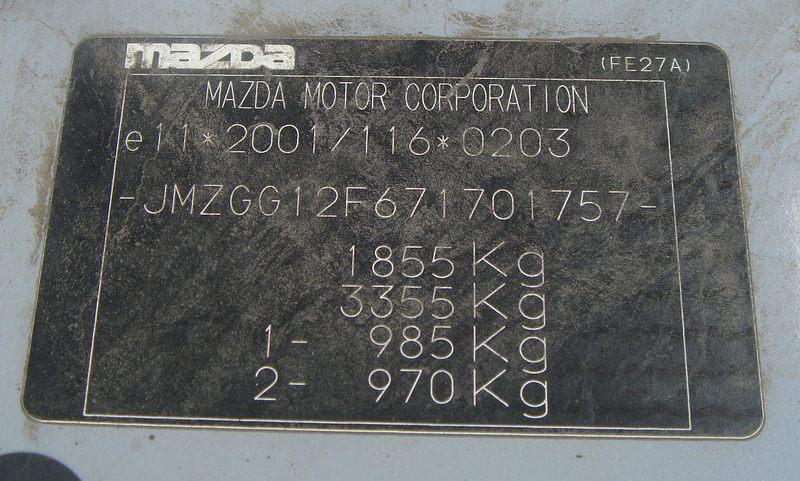 mazda (FE27A)
MAZDA MOTOR CORPORATION
e11*2001/116*0203
-JMZGG12F671701757-
1855 Kg
3355 Kg
1- 985 Kg
2- 970 Kg